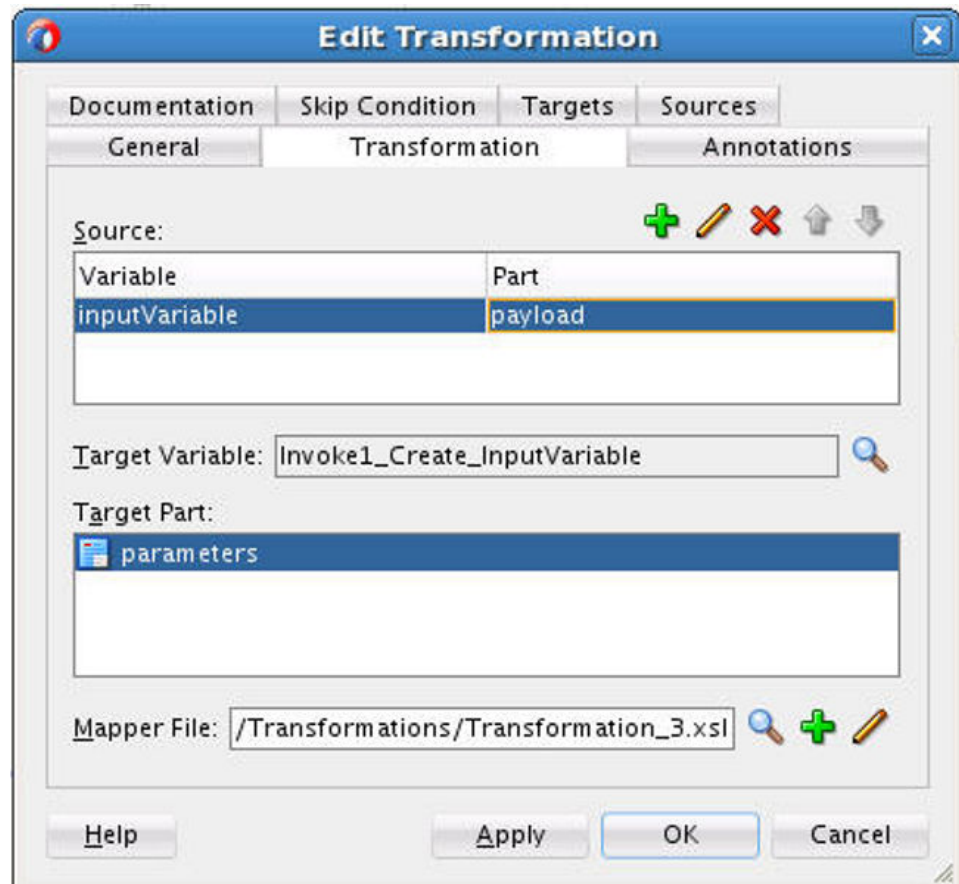 Edit Transformation
Documentation Skip Condition Targets Sources
General Transformation Annotations
Source:
Variable Part
inputVariable payload
Target Variable: Invoke1_Create_InputVariable
Target Part:
parameters
Mapper File: /Transformations/Transformation_3.xsl
Help Apply OK Cancel